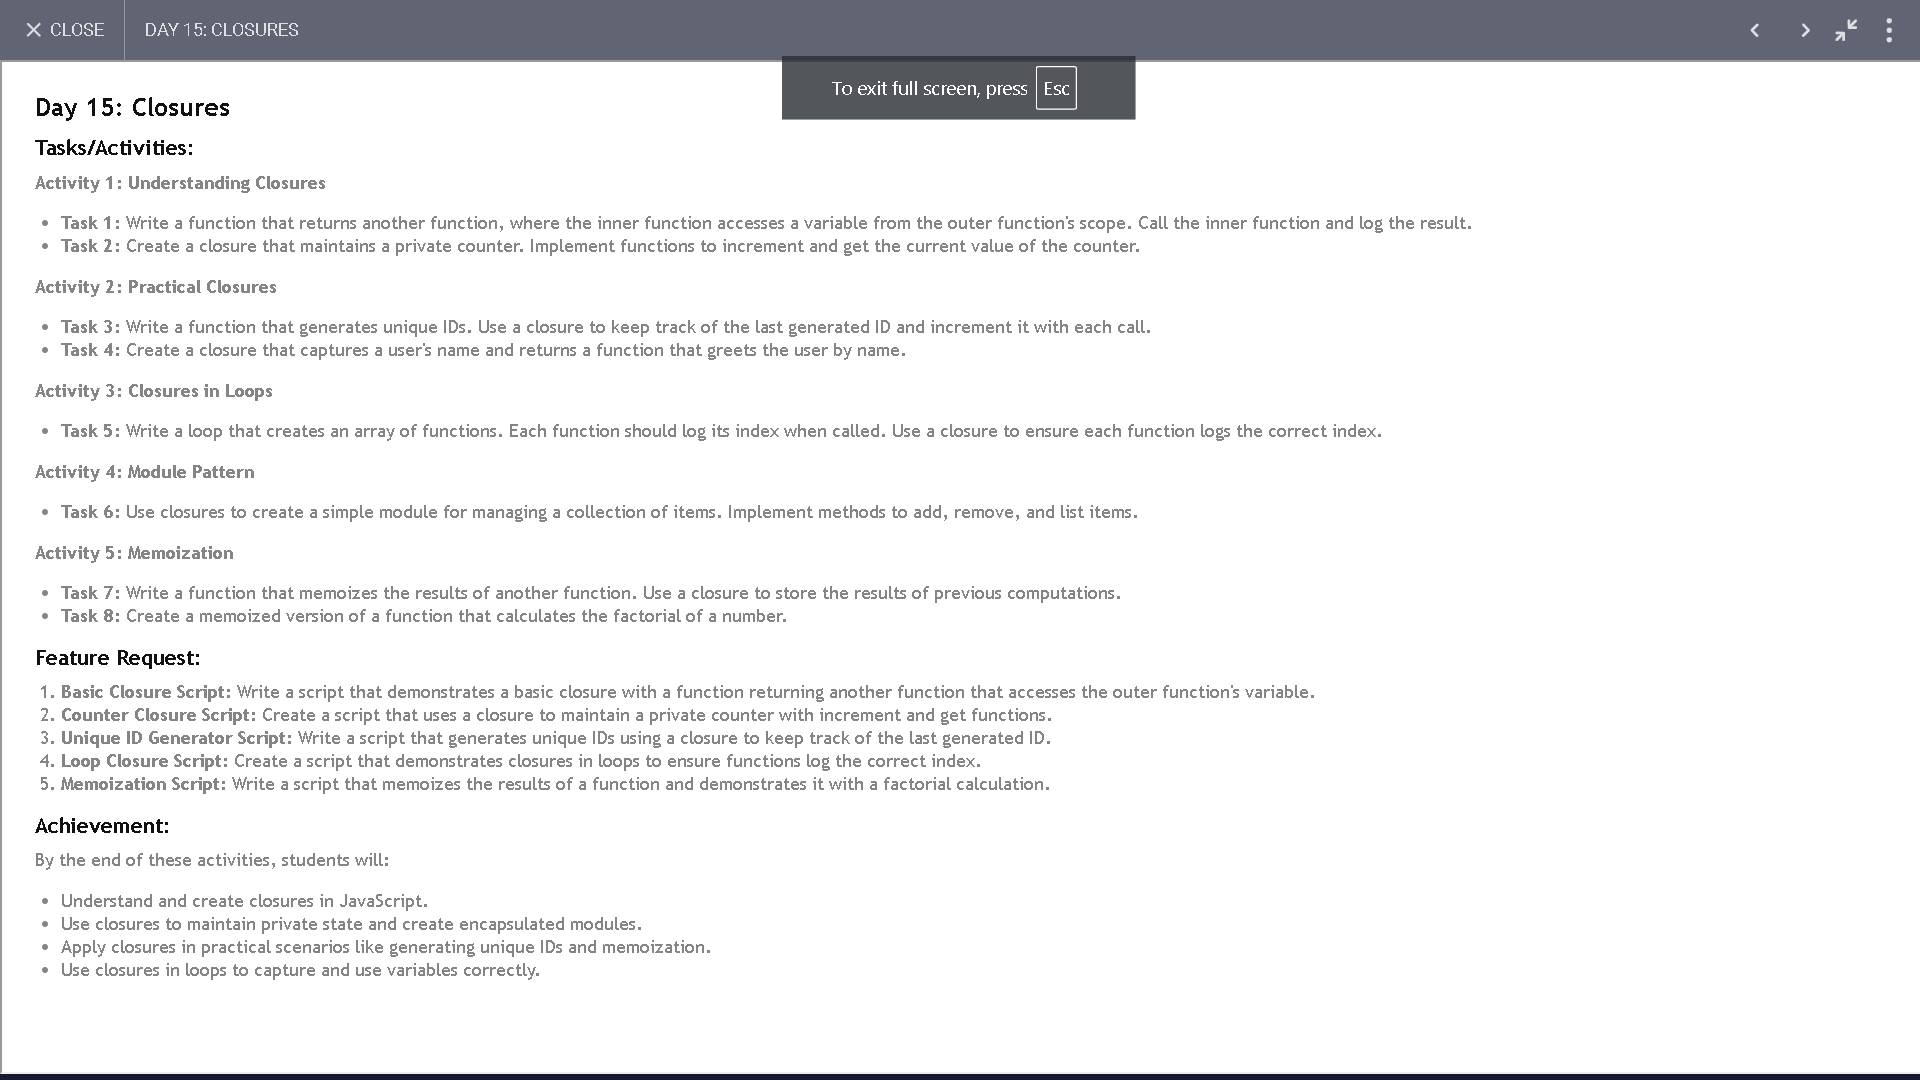 CLOSE
DAY 15: CLOSURES
To exit full screen, press Esc
Day 15: Closures
Tasks/Activities:
Activity 1: Understanding Closures
• Task 1: Write a function that returns another function, where the inner function accesses a variable from the outer function's scope. Call the inner function and log the result.
• Task 2: Create a closure that maintains a private counter. Implement functions to increment and get the current value of the counter.
Activity 2: Practical Closures
• Task 3: Write a function that generates unique IDs. Use a closure to keep track of the last generated ID and increment it with each call.
• Task 4: Create a closure that captures a user's name and returns a function that greets the user by name.
Activity 3: Closures in Loops
• Task 5: Write a loop that creates an array of functions. Each function should log its index when called. Use a closure to ensure each function logs the correct index.
Activity 4: Module Pattern
• Task 6: Use closures to create a simple module for managing a collection of items. Implement methods to add, remove, and list items.
Activity 5: Memoization
• Task 7: Write a function that memoizes the results of another function. Use a closure to store the results of previous computations.
• Task 8: Create a memoized version of a function that calculates the factorial of a number.
Feature Request:
1. Basic Closure Script: Write a script that demonstrates a basic closure with a function returning another function that accesses the outer function's variable.
2. Counter Closure Script: Create a script that uses a closure to maintain a private counter with increment and get functions.
3. Unique ID Generator Script: Write a script that generates unique IDs using a closure to keep track of the last generated ID.
4. Loop Closure Script: Create a script that demonstrates closures in loops to ensure functions log the correct index.
5. Memoization Script: Write a script that memoizes the results of a function and demonstrates it with a factorial calculation.
Achievement:
By the end of these activities, students will:
• Understand and create closures in JavaScript.
• Use closures to maintain private state and create encapsulated modules.
• Apply closures in practical scenarios like generating unique IDs and memoization.
• Use closures in loops to capture and use variables correctly.